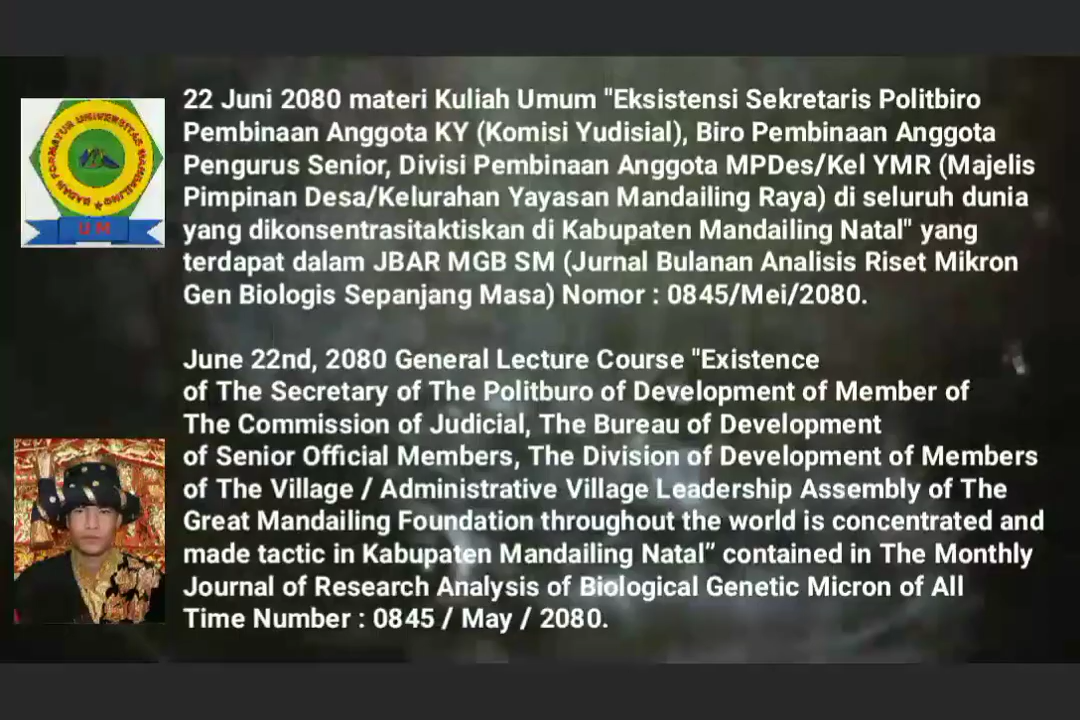 BADAN FORMATUR UNIVERSITAS MANDAILING
U M
22 Juni 2080 materi Kuliah Umum "Eksistensi Sekretaris Politbiro
Pembinaan Anggota KY (Komisi Yudisial), Biro Pembinaan Anggota
Pengurus Senior, Divisi Pembinaan Anggota MPDes/Kel YMR (Majelis
Pimpinan Desa/Kelurahan Yayasan Mandailing Raya) di seluruh dunia
yang dikonsentrasitaktiskan di Kabupaten Mandailing Natal" yang
terdapat dalam JBAR MGB SM (Jurnal Bulanan Analisis Riset Mikron
Gen Biologis Sepanjang Masa) Nomor : 0845/Mei/2080.
June 22nd, 2080 General Lecture Course "Existence
of The Secretary of The Politburo of Development of Member of
The Commission of Judicial, The Bureau of Development
of Senior Official Members, The Division of Development of Members
of The Village / Administrative Village Leadership Assembly of The
Great Mandailing Foundation throughout the world is concentrated and
made tactic in Kabupaten Mandailing Natal” contained in The Monthly
Journal of Research Analysis of Biological Genetic Micron of All
Time Number : 0845 / May / 2080.